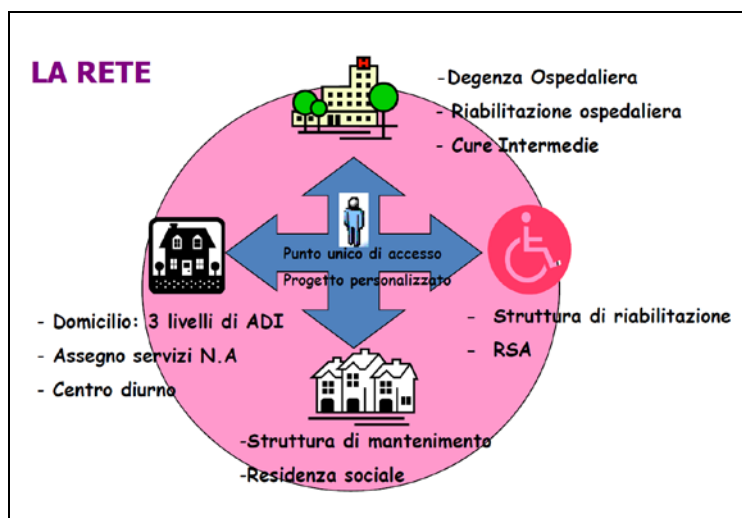 LA RETE
-Degenza Ospedaliera
- Riabilitazione ospedaliera
- Cure Intermedie
H
Punto unico di accesso
Progetto personalizzato
- Domicilio: 3 livelli di ADI
- Assegno servizi N.A
- Centro diurno
- Struttura di riabilitazione
- RSA
-Struttura di mantenimento
-Residenza sociale